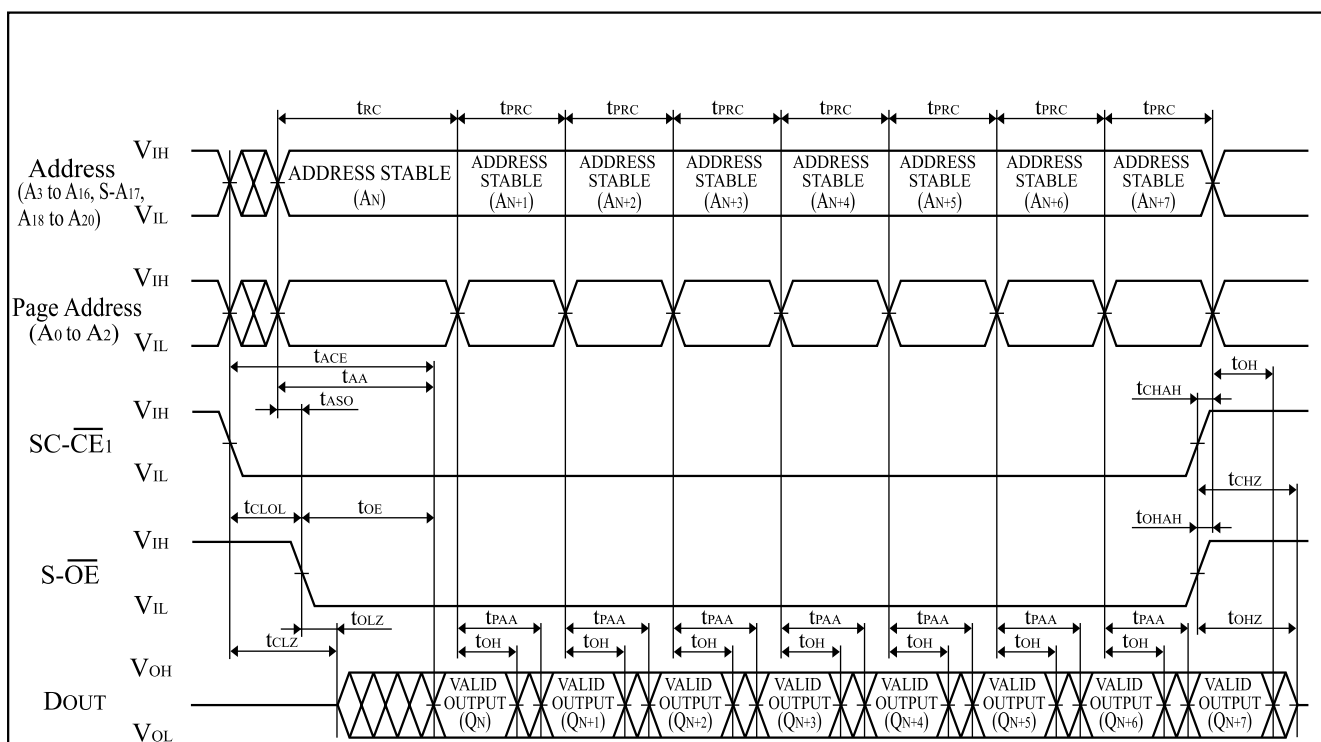 tRC tPRC tPRC tPRC tPRC tPRC tPRC tPRC
VIH
Address
(A3 to A16, S-A17,
A18 to A20)
VIL
ADDRESS STABLE
(AN)
ADDRESS
STABLE
(AN+1)
ADDRESS
STABLE
(AN+2)
ADDRESS
STABLE
(AN+3)
ADDRESS
STABLE
(AN+4)
ADDRESS
STABLE
(AN+5)
ADDRESS
STABLE
(AN+6)
ADDRESS
STABLE
(AN+7)
VIH
Page Address
(A0 to A2)
VIL
tACE
tAA
tASO
tOH
tCHAH
VIH
SC-CE1
VIL
tCHZ
tCLOL tOE
tOHAH
VIH
S-OE
VIL
tOLZ
tCLZ
tPAA tPAA tPAA tPAA tPAA tPAA tPAA
tOHZ
tOH tOH tOH tOH tOH tOH tOH
VOH
DOUT
VOL
VALID
OUTPUT
(QN)
VALID
OUTPUT
(QN+1)
VALID
OUTPUT
(QN+2)
VALID
OUTPUT
(QN+3)
VALID
OUTPUT
(QN+4)
VALID
OUTPUT
(QN+5)
VALID
OUTPUT
(QN+6)
VALID
OUTPUT
(QN+7)